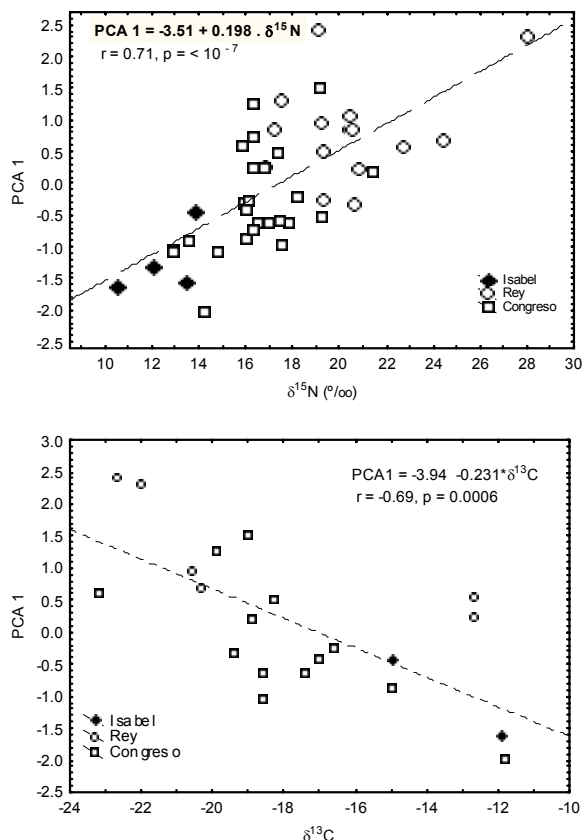 PCA 1 = -3.51 + 0.198 . δ15N
r = 0.71, p = < 10 -7
2.5
2.0
1.5
1.0
0.5
0.0
-0.5
-1.0
-1.5
-2.0
-2.5
PCA 1
Isabel
Rey
Congreso
10 12 14 16 18 20 22 24 26 28 30
δ15N (º/oo)
PCA1 = -3.94 -0.231*δ13C
r = -0.69, p = 0.0006
3.0
2.5
2.0
1.5
1.0
0.5
0.0
-0.5
-1.0
-1.5
-2.0
-2.5
PCA 1
Isabel
Rey
Congreso
-24 -22 -20 -18 -16 -14 -12 -10
δ13C